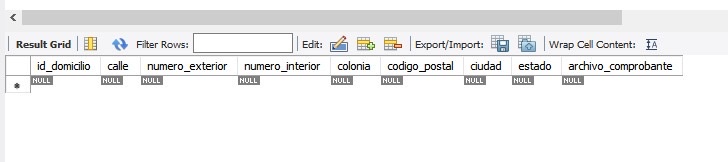 Result Grid Filter Rows: Edit: Export/Import: Wrap Cell Content:
id_domicilio calle numero_exterior numero_interior colonia codigo_postal ciudad estado archivo_comprobante
* NULL NULL NULL NULL NULL NULL NULL NULL NULL